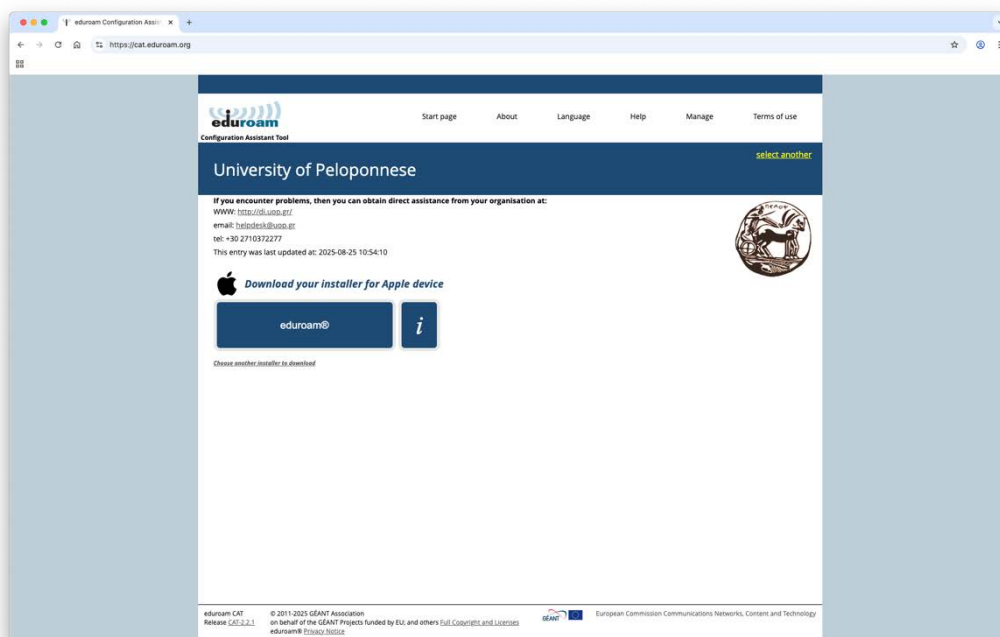 eduroam Configuration Assis
https://cat.eduroam.org
eduroam
Configuration Assistant Tool
Start page
About
Language
Help
Manage
Terms of use
select another
University of Peloponnese
If you encounter problems, then you can obtain direct assistance from your organisation at:
WWW: http://di.uop.gr/
email: helpdesk@uop.gr
tel: +30 2710372277
This entry was last updated at: 2025-08-25 10:54:10
Download your installer for Apple device
eduroam®
i
Choose another installer to download
eduroam CAT
Release CAT-2.2.1
© 2011-2025 GÉANT Association
on behalf of the GÉANT Projects funded by EU; and others Full Copyright and Licenses
eduroam® Privacy Notice
GÉANT
European Commission Communications Networks, Content and Technology